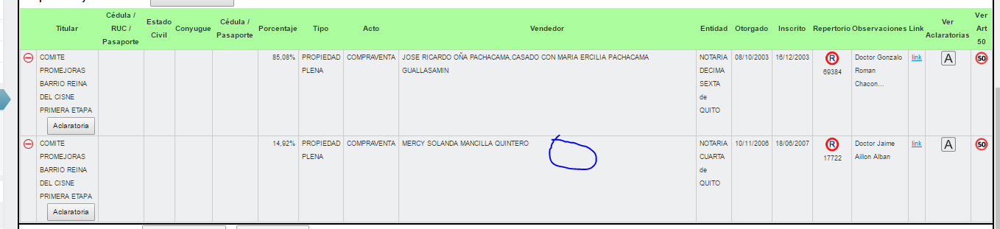 Titular Cédula / RUC / Pasaporte Estado Civil Conyugue Cédula / Pasaporte Porcentaje Tipo Acto Vendedor Entidad Otorgado Inscrito Repertorio Observaciones Link Ver Aclaratorias Ver Art 50
COMITE 85,08% PROPIEDAD COMPRAVENTA JOSE RICARDO OÑA PACHACAMA,CASADO CON MARIA ERCILIA PACHACAMA NOTARIA 08/10/2003 16/12/2003 R Doctor Gonzalo link A 50
PROMEJORAS PLENA GUALLASAMIN DECIMA 69384 Roman
BARRIO REINA SEXTA Chacon...
DEL CISNE de
PRIMERA ETAPA QUITO
Aclaratoria
COMITE 14,92% PROPIEDAD COMPRAVENTA MERCY SOLANDA MANCILLA QUINTERO NOTARIA 10/11/2006 18/06/2007 R Doctor Jaime link A 50
PROMEJORAS PLENA CUARTA 17722 Aillon Alban
BARRIO REINA de
DEL CISNE QUITO
PRIMERA ETAPA
Aclaratoria